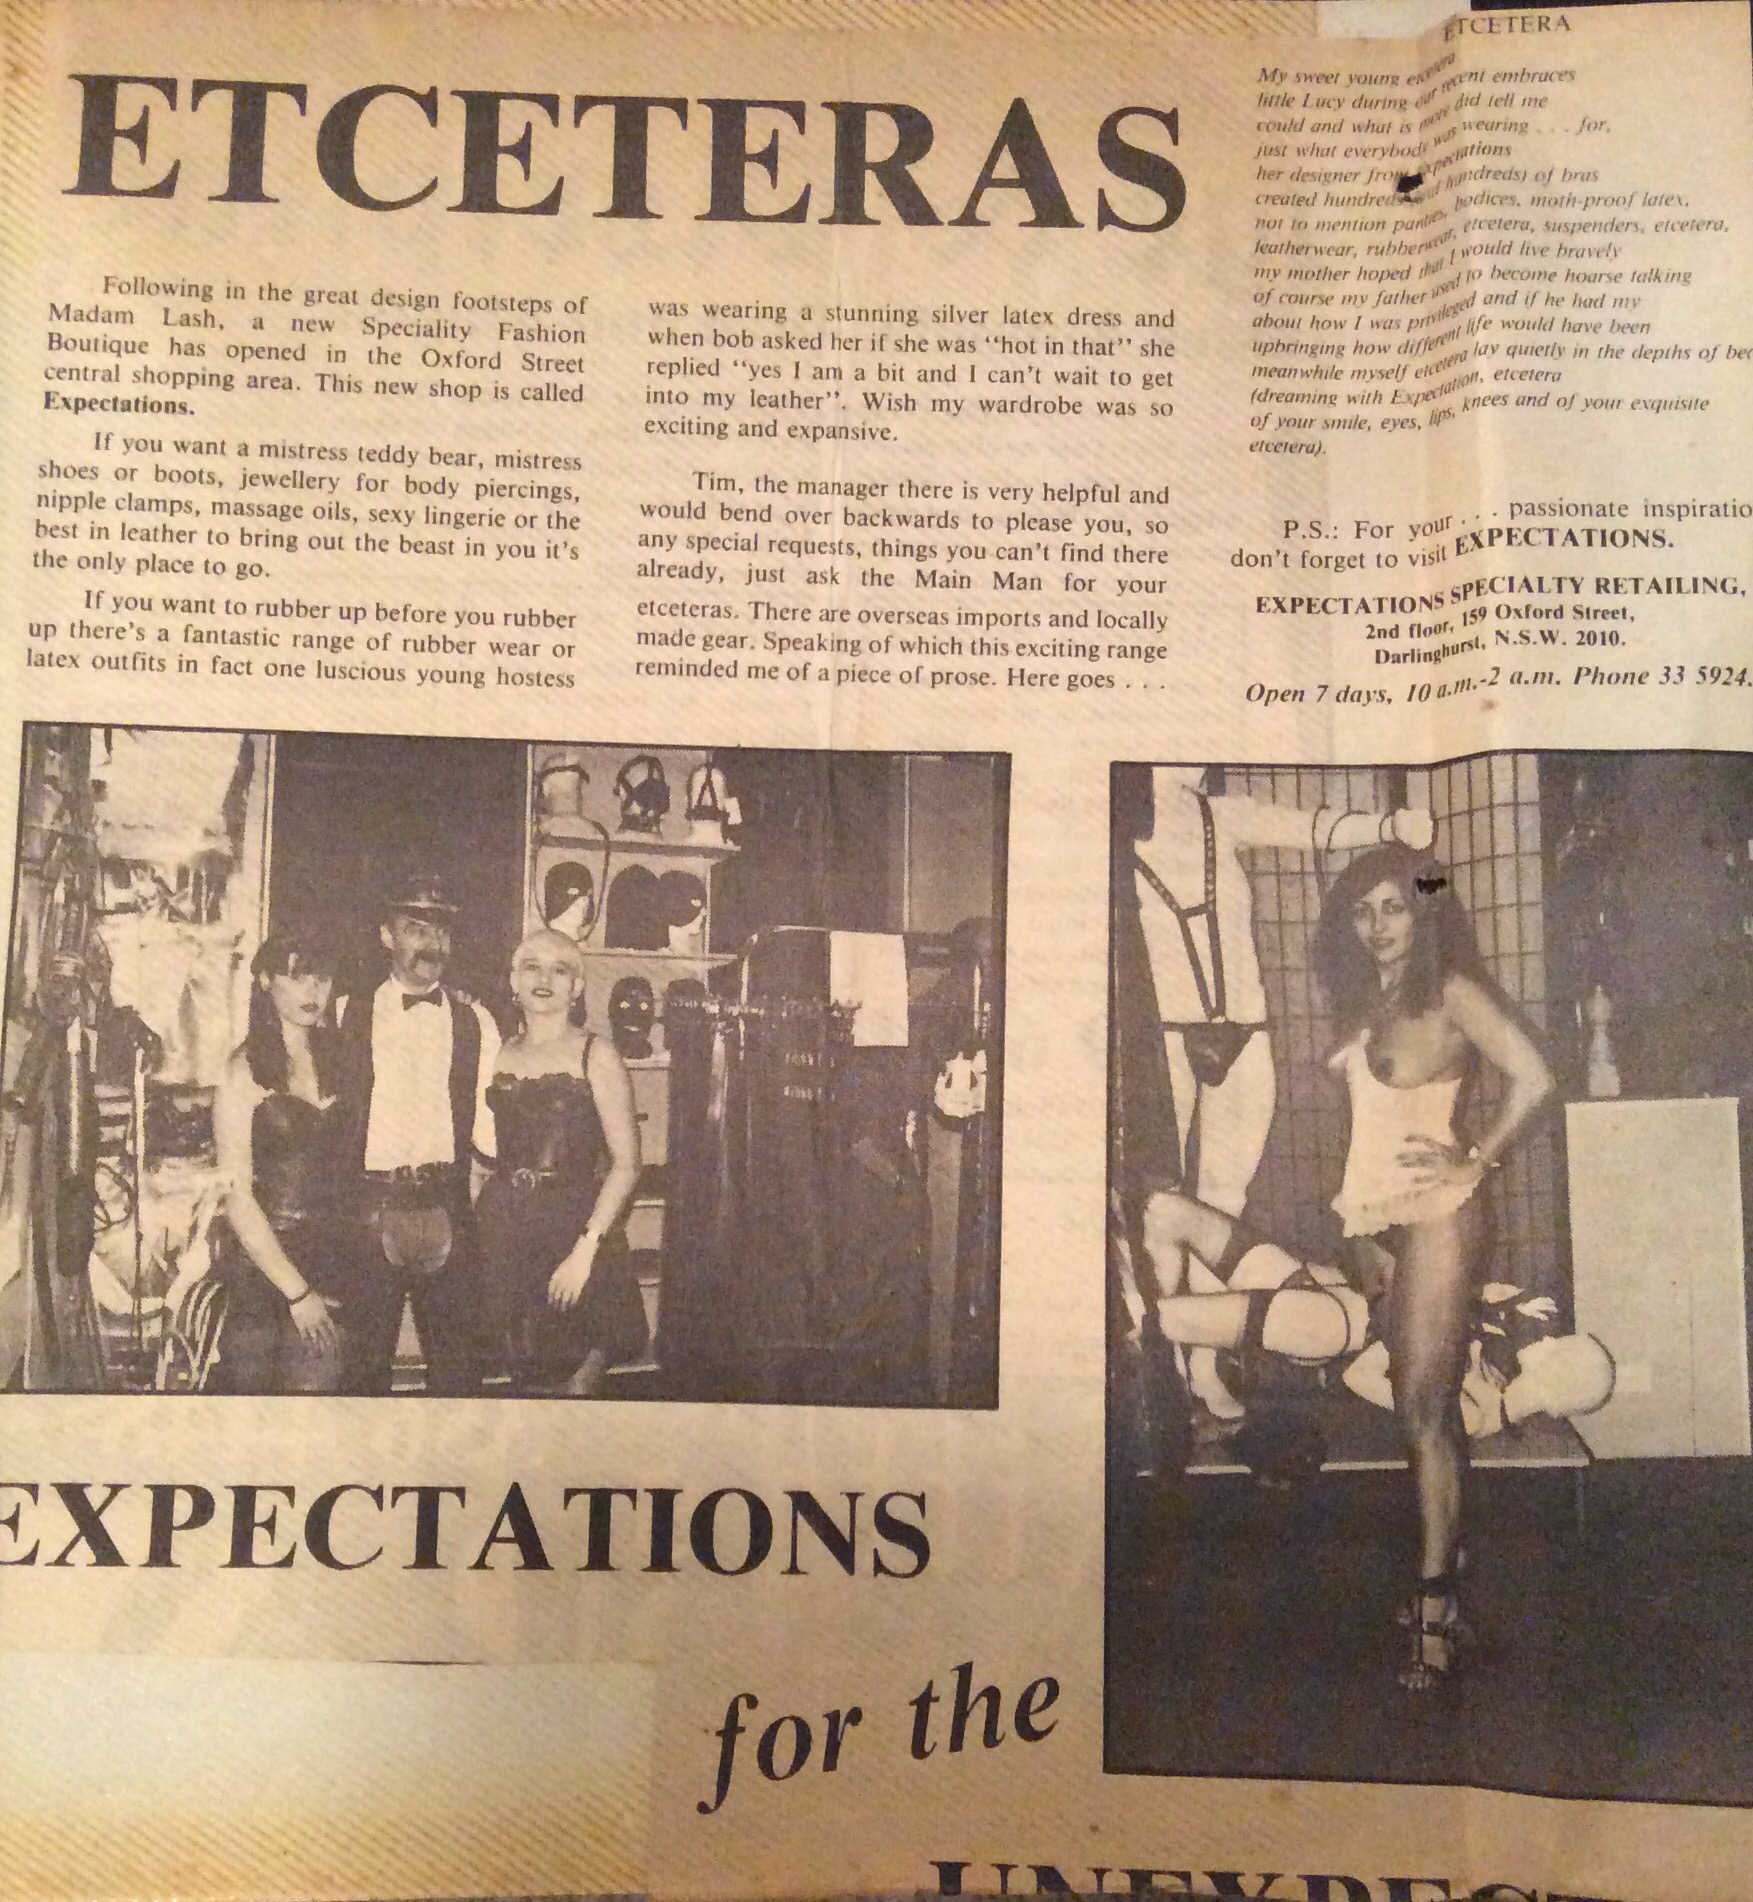 ETCETERAS
Following in the great design footsteps of
Madam Lash, a new Speciality Fashion
Boutique has opened in the Oxford Street
central shopping area. This new shop is called
Expectations.
If you want a mistress teddy bear, mistress
shoes or boots, jewellery for body piercings,
nipple clamps, massage oils, sexy lingerie or the
best in leather to bring out the beast in you it's
the only place to go.
If you want to rubber up before you rubber
up there's a fantastic range of rubber wear or
latex outfits in fact one luscious young hostess
was wearing a stunning silver latex dress and
when bob asked her if she was "hot in that" she
replied "yes I am a bit and I can't wait to get
into my leather". Wish my wardrobe was so
exciting and expansive.
Tim, the manager there is very helpful and
would bend over backwards to please you, so
any special requests, things you can't find there
already, just ask the Main Man for your
etceteras. There are overseas imports and locally
made gear. Speaking of which this exciting range
reminded me of a piece of prose. Here goes . . .
ETCETERA
My sweet young etcetera
little Lucy during our recent embraces
could and what is more did tell me
just what everybody was wearing . . . for,
her designer from Expectations
created hundreds (and hundreds) of bras
not to mention panties, bodices, moth-proof latex,
leatherwear, rubberwear, etcetera, suspenders, etcetera,
my mother hoped that I would live bravely
of course my father used to become hoarse talking
about how I was privileged and if he had my
upbringing how different life would have been
meanwhile myself etcetera lay quietly in the depths of bed
(dreaming with Expectation, etcetera
of your smile, eyes, lips, knees and of your exquisite
etcetera).
P.S.: For your . . . passionate inspiratio
don't forget to visit EXPECTATIONS.
EXPECTATIONS SPECIALTY RETAILING,
2nd floor, 159 Oxford Street,
Darlinghurst, N.S.W. 2010.
Open 7 days, 10 a.m.-2 a.m. Phone 33 5924.
EXPECTATIONS
for the